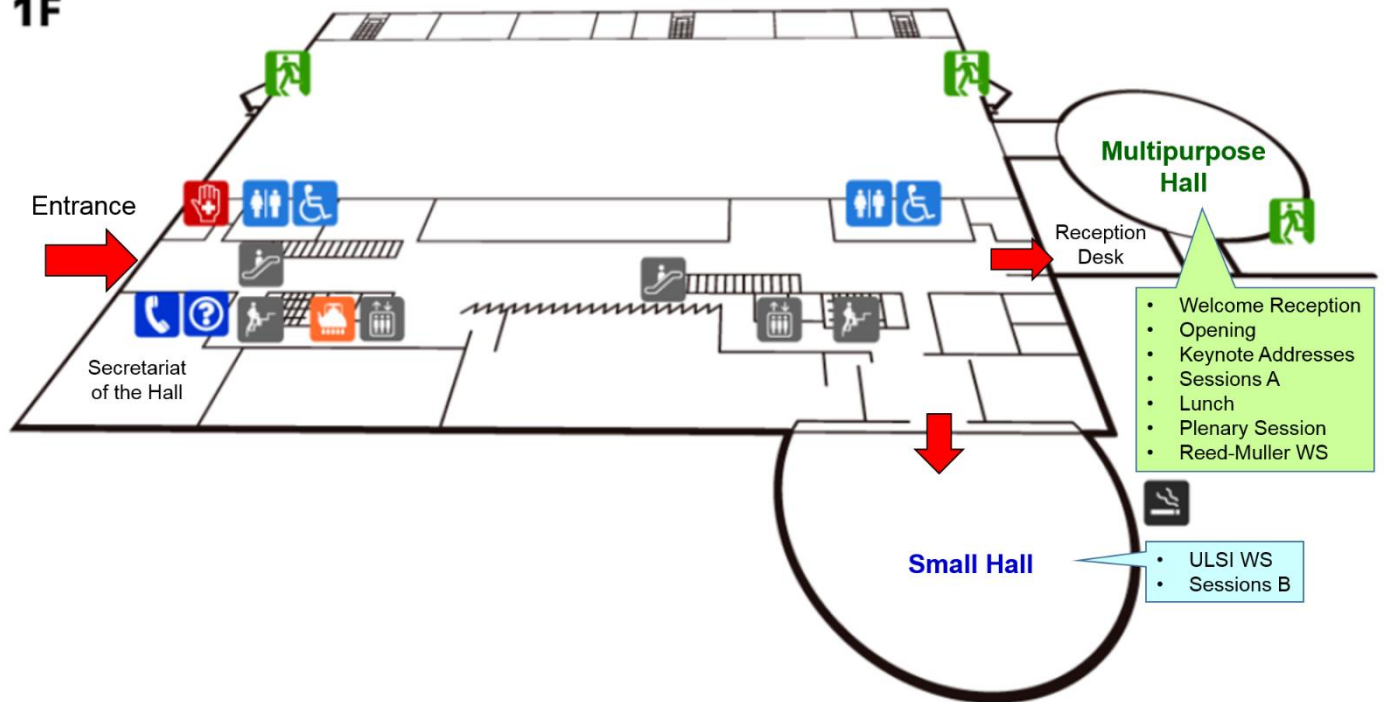 1F
Entrance
Secretariat
of the Hall
Multipurpose
Hall
Reception
Desk
• Welcome Reception
• Opening
• Keynote Addresses
• Sessions A
• Lunch
• Plenary Session
• Reed-Muller WS
Small Hall
• ULSI WS
• Sessions B